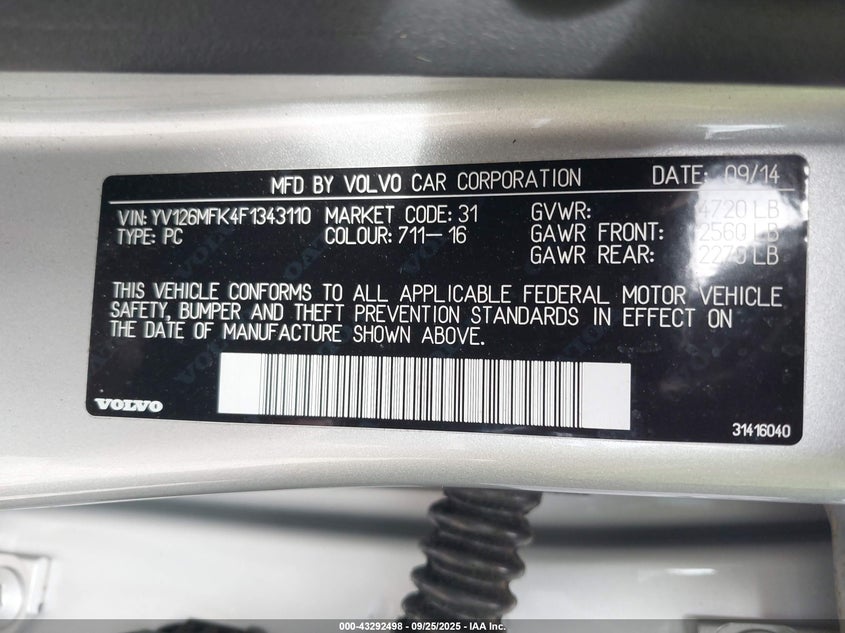 MFD BY VOLVO CAR CORPORATION DATE: 09/14
VIN: YV126MFK4F1343110 MARKET CODE: 31 GVWR: 4720 LB
TYPE: PC COLOUR: 711-16 GAWR FRONT: 2560 LB
GAWR REAR: 2270 LB
THIS VEHICLE CONFORMS TO ALL APPLICABLE FEDERAL MOTOR VEHICLE
SAFETY, BUMPER AND THEFT PREVENTION STANDARDS IN EFFECT ON
THE DATE OF MANUFACTURE SHOWN ABOVE.
VOLVO
31416040
000-43292498 - 09/25/2025 - IAA Inc.